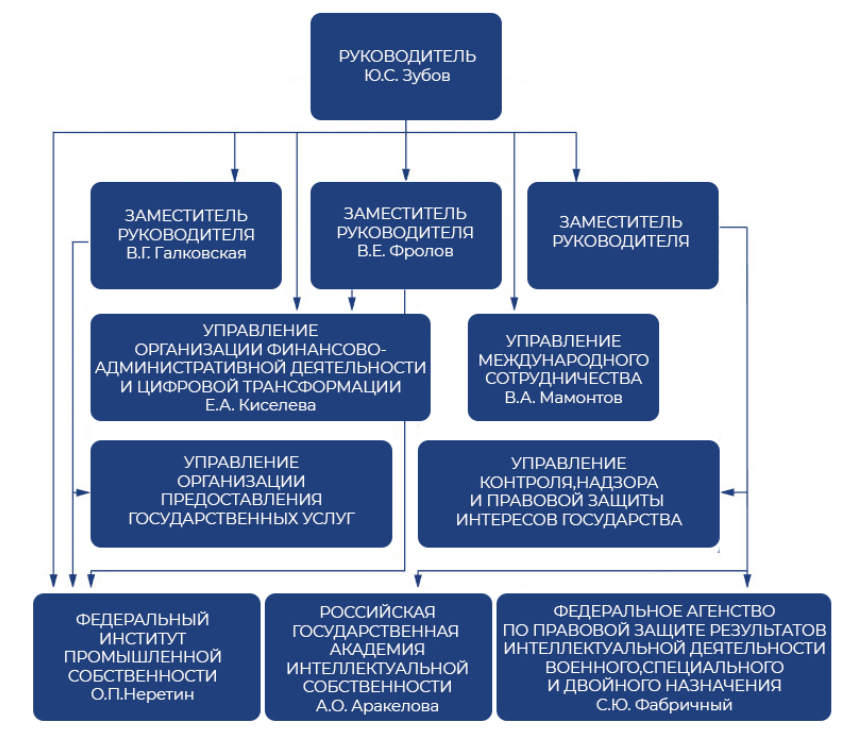 РУКОВОДИТЕЛЬ
Ю.С. Зубов
ЗАМЕСТИТЕЛЬ
РУКОВОДИТЕЛЯ
В.Г. Галковская
ЗАМЕСТИТЕЛЬ
РУКОВОДИТЕЛЯ
В.Е. Фролов
ЗАМЕСТИТЕЛЬ
РУКОВОДИТЕЛЯ
УПРАВЛЕНИЕ
ОРГАНИЗАЦИИ ФИНАНСОВО-
АДМИНИСТРАТИВНОЙ ДЕЯТЕЛЬНОСТИ
И ЦИФРОВОЙ ТРАНСФОРМАЦИИ
Е.А. Киселева
УПРАВЛЕНИЕ
МЕЖДУНАРОДНОГО
СОТРУДНИЧЕСТВА
В.А. Мамонтов
УПРАВЛЕНИЕ
ОРГАНИЗАЦИИ
ПРЕДОСТАВЛЕНИЯ
ГОСУДАРСТВЕННЫХ УСЛУГ
УПРАВЛЕНИЕ
КОНТРОЛЯ,НАДЗОРА
И ПРАВОВОЙ ЗАЩИТЫ
ИНТЕРЕСОВ ГОСУДАРСТВА
ФЕДЕРАЛЬНЫЙ
ИНСТИТУТ
ПРОМЫШЛЕННОЙ
СОБСТВЕННОСТИ
О.П.Неретин
РОССИЙСКАЯ
ГОСУДАРСТВЕННАЯ
АКАДЕМИЯ
ИНТЕЛЛЕКТУАЛЬНОЙ
СОБСТВЕННОСТИ
А.О. Аракелова
ФЕДЕРАЛЬНОЕ АГЕНСТВО
ПО ПРАВОВОЙ ЗАЩИТЕ РЕЗУЛЬТАТОВ
ИНТЕЛЛЕКТУАЛЬНОЙ ДЕЯТЕЛЬНОСТИ
ВОЕННОГО,СПЕЦИАЛЬНОГО
И ДВОЙНОГО НАЗНАЧЕНИЯ
С.Ю. Фабричный